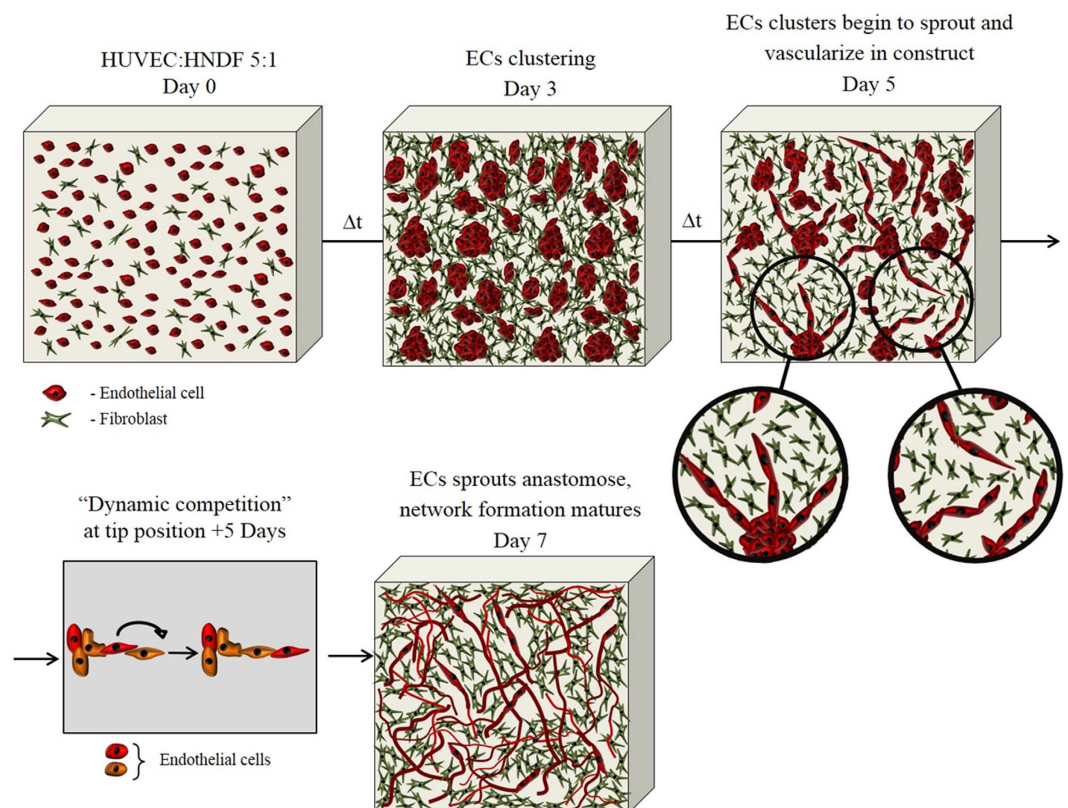 HUVEC:HNDF 5:1
Day 0
ECs clustering
Day 3
ECs clusters begin to sprout and
vascularize in construct
Day 5
Δt
Δt
- Endothelial cell
- Fibroblast
“Dynamic competition”
at tip position +5 Days
Endothelial cells
ECs sprouts anastomose,
network formation matures
Day 7